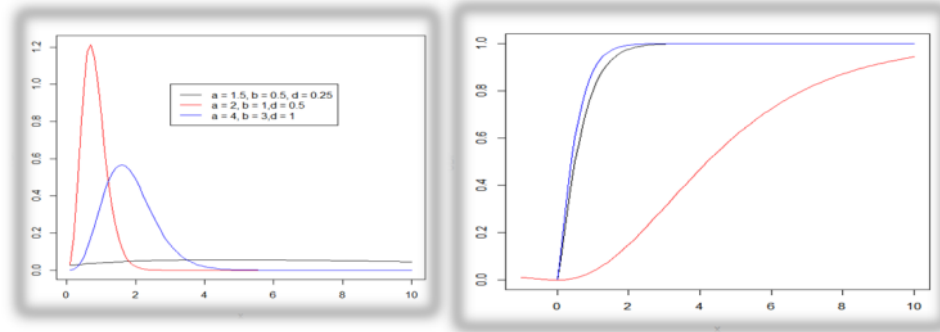 1.2
1.0
0.8
0.6
0.4
0.2
0.0
a = 1.5, b = 0.5, d = 0.25
a = 2, b = 1,d = 0.5
a = 4, b = 3,d = 1
0 2 4 6 8 10
1.0
0.8
0.6
0.4
0.2
0.0
0 2 4 6 8 10